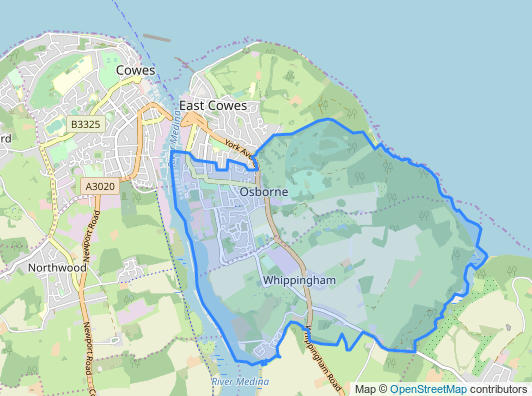 Cowes
East Cowes
B3325
River Medina
York Ave
A3020
Osborne
Newport Road
Northwood
Whippingham
Newport Road
Whippingham Road
River Medina
Map © OpenStreetMap contributors